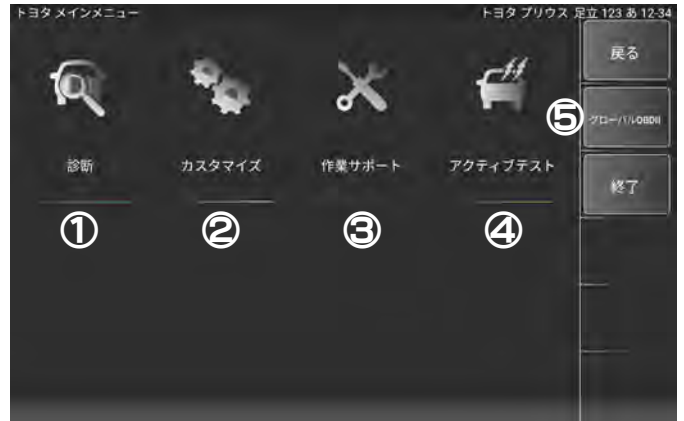 トヨタ メインメニュー
トヨタ プリウス 足立 123 あ 12-34
戻る
⑤ グローバルOBDII
診断
カスタマイズ
作業サポート
アクティブテスト
終了
① ② ③ ④